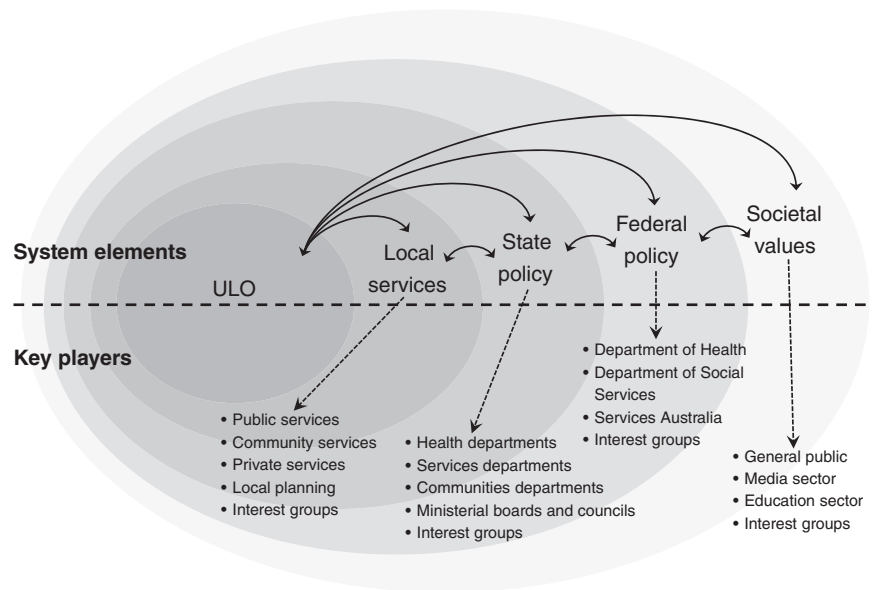 System elements
ULO
Local
services
State
policy
Federal
policy
Societal
values
Key players
• Public services
• Community services
• Private services
• Local planning
• Interest groups
• Health departments
• Services departments
• Communities departments
• Ministerial boards and councils
• Interest groups
• Department of Health
• Department of Social
Services
• Services Australia
• Interest groups
• General public
• Media sector
• Education sector
• Interest groups